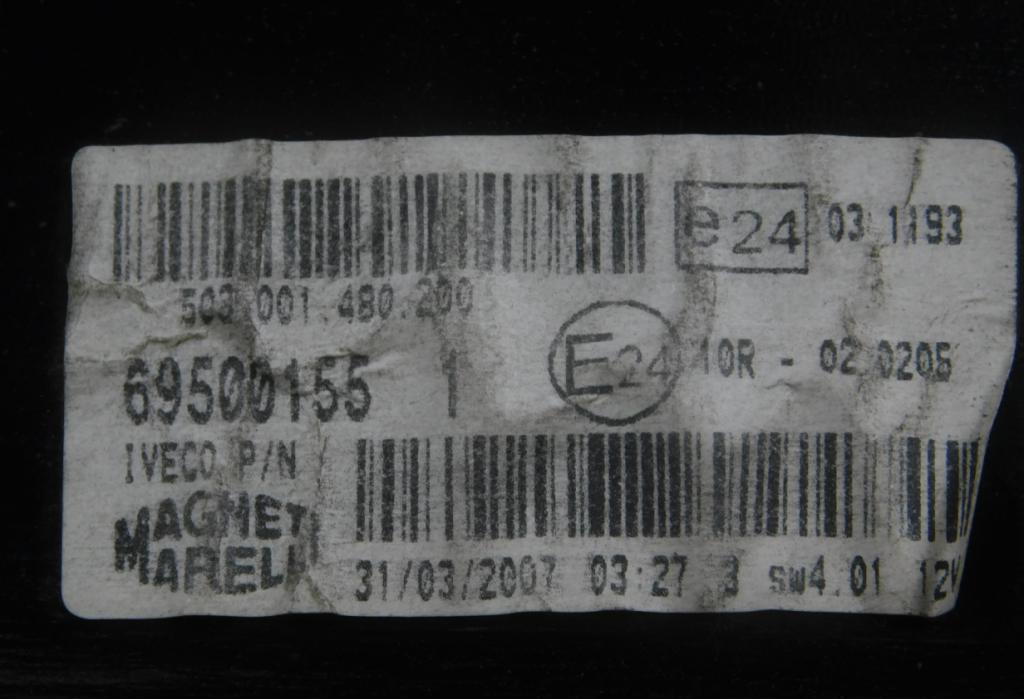 e24 03 1193
503.001.480.200
E24 10R - 02 0205
69500155 1
IVECO P/N
MAGNETI
MARELLI
31/03/2007 03:27 3 sw4.01 12V